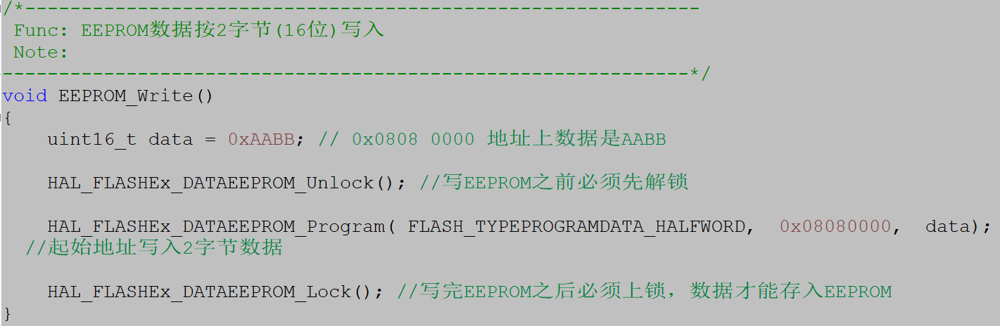 /*------------------------------------------------------------
Func: EEPROM数据按2字节(16位)写入
Note:
-------------------------------------------------------------*/
void EEPROM_Write()
{
uint16_t data = 0xAABB; // 0x0808 0000 地址上数据是AABB
HAL_FLASHEx_DATAEEPROM_Unlock(); //写EEPROM之前必须先解锁
HAL_FLASHEx_DATAEEPROM_Program( FLASH_TYPEPROGRAMDATA_HALFWORD, 0x08080000, data);
//起始地址写入2字节数据
HAL_FLASHEx_DATAEEPROM_Lock(); //写完EEPROM之后必须上锁，数据才能存入EEPROM
}